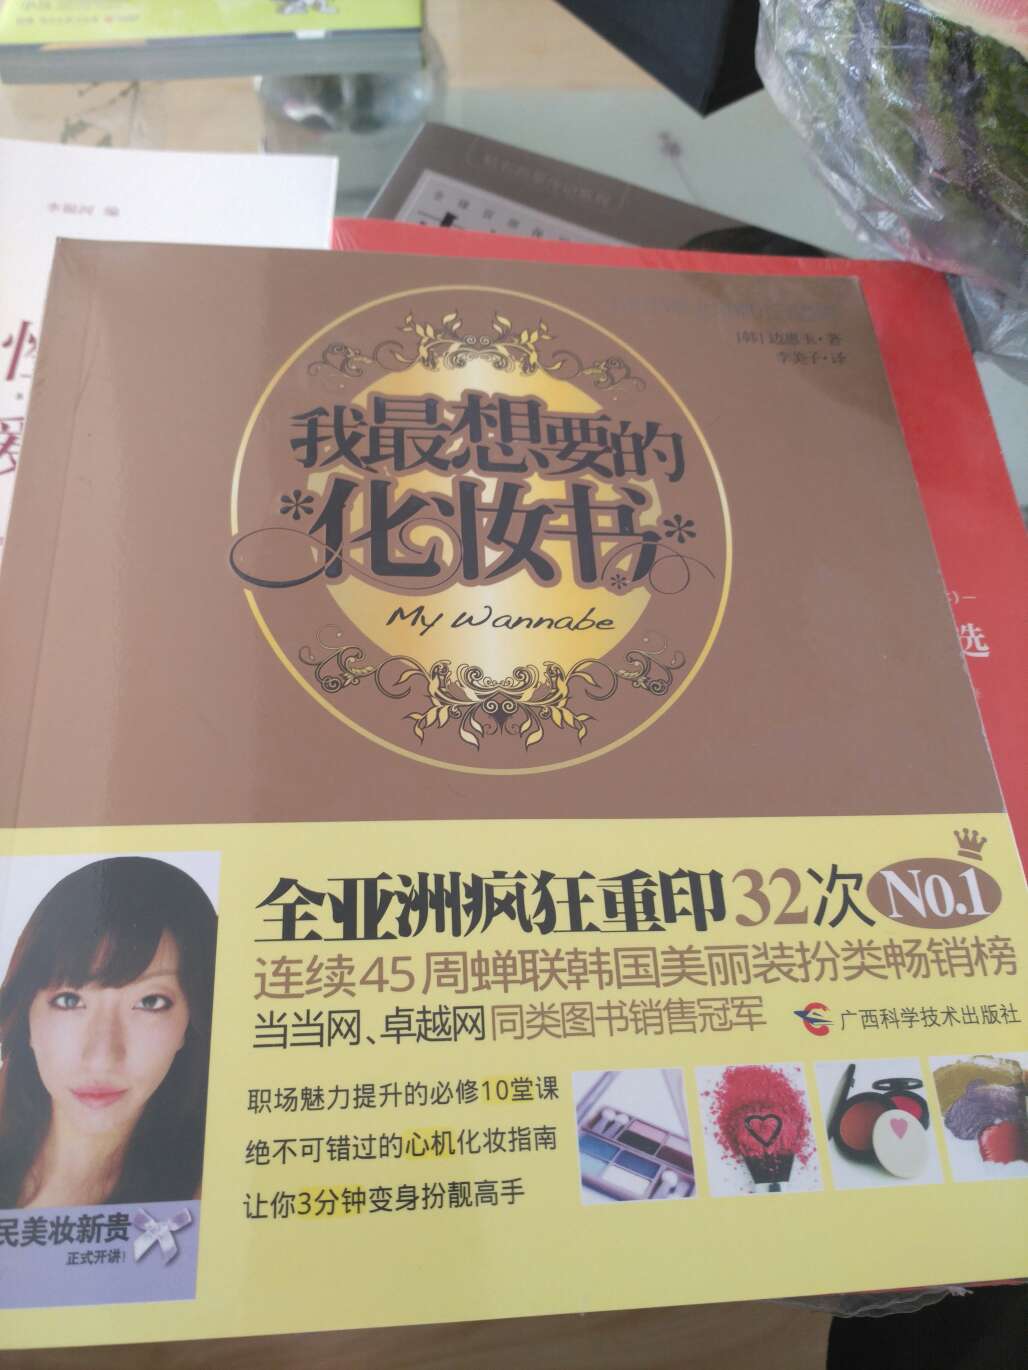 [韩]边惠玉·著
李英子·译
我最想要的
化妆书
My Wannabe
全亚洲疯狂重印32次
No.1
连续45周蝉联韩国美丽装扮类畅销榜
当当网、卓越网同类图书销售冠军
广西科学技术出版社
职场魅力提升的必修10堂课
绝不可错过的心机化妆指南
让你3分钟变身扮靓高手
民美妆新贵
正式开讲!
李银河 编
选